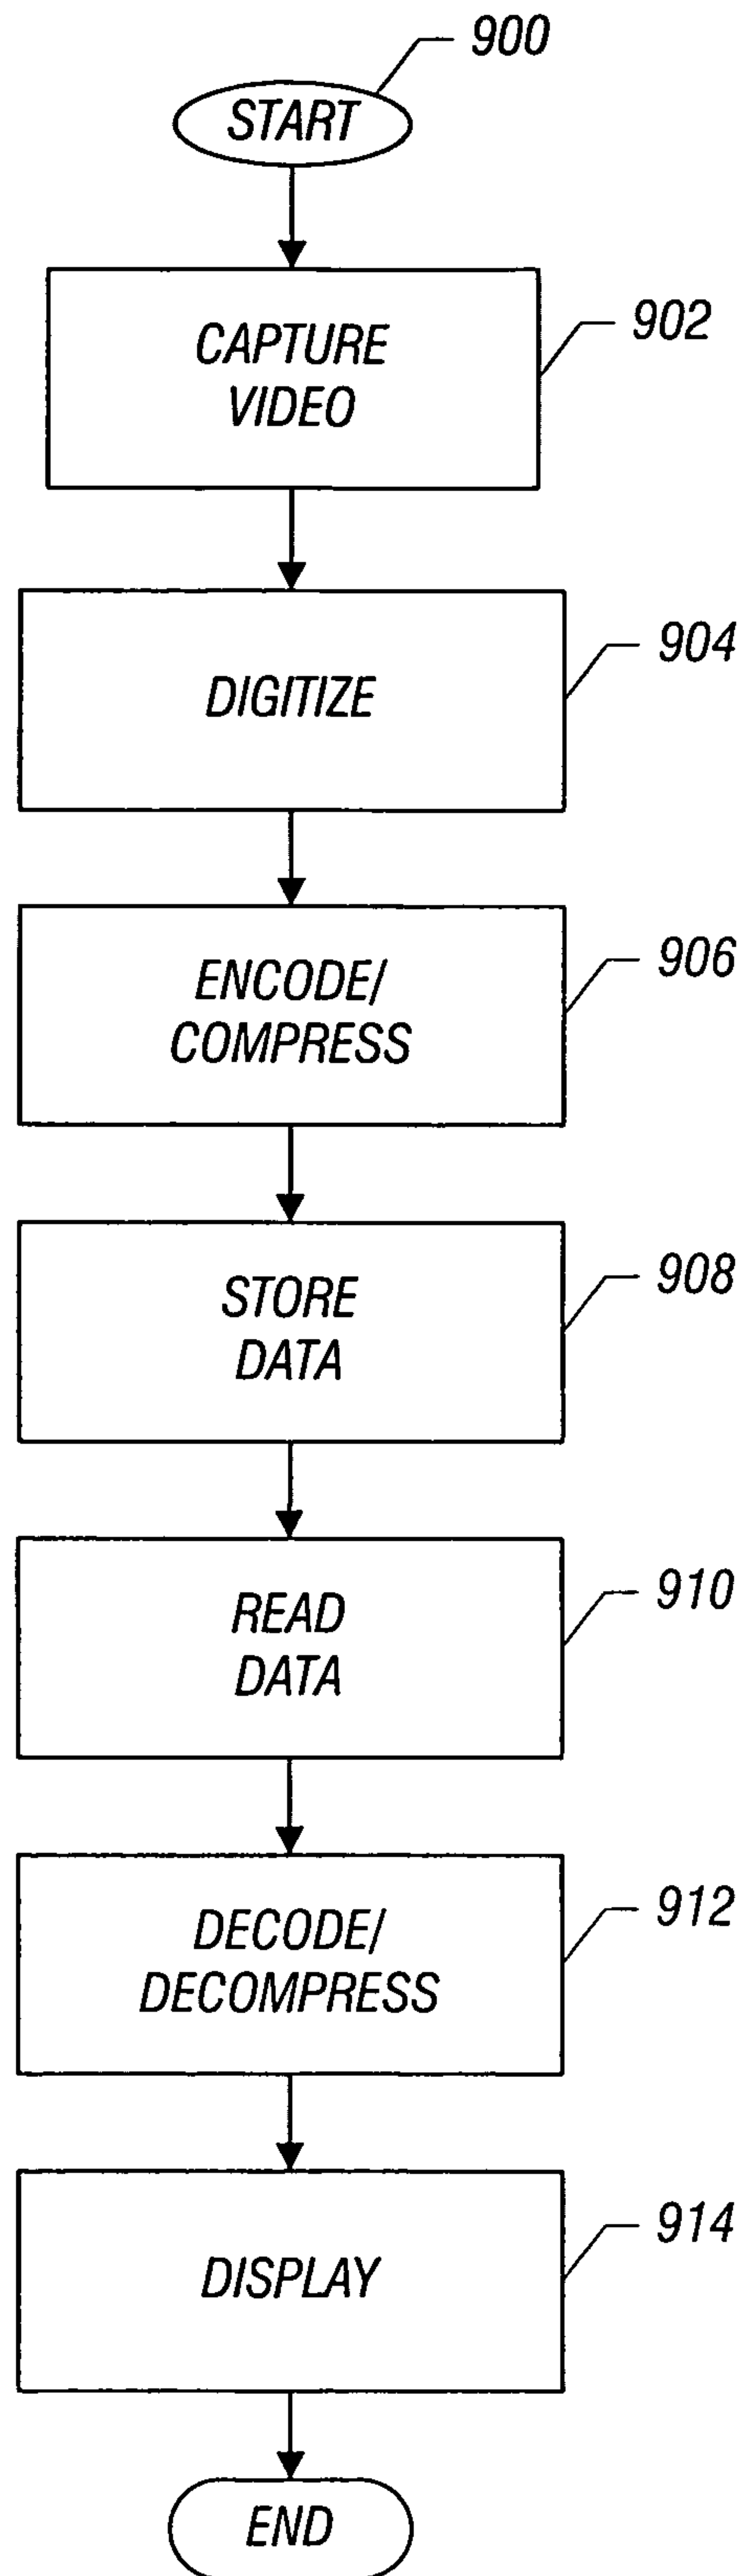 900
START
902
CAPTURE
VIDEO
904
DIGITIZE
906
ENCODE/
COMPRESS
908
STORE
DATA
910
READ
DATA
912
DECODE/
DECOMPRESS
914
DISPLAY
END